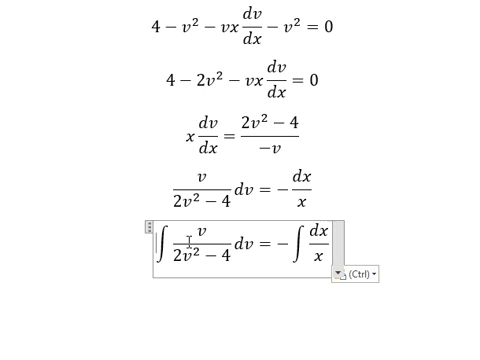 4 − v² − vx dv/dx − v² = 0
4 − 2v² − vx dv/dx = 0
x dv/dx = (2v² − 4)/(−v)
v/(2v² − 4) dv = − dx/x
∫ v/(2v² − 4) dv = − ∫ dx/x
(Ctrl)